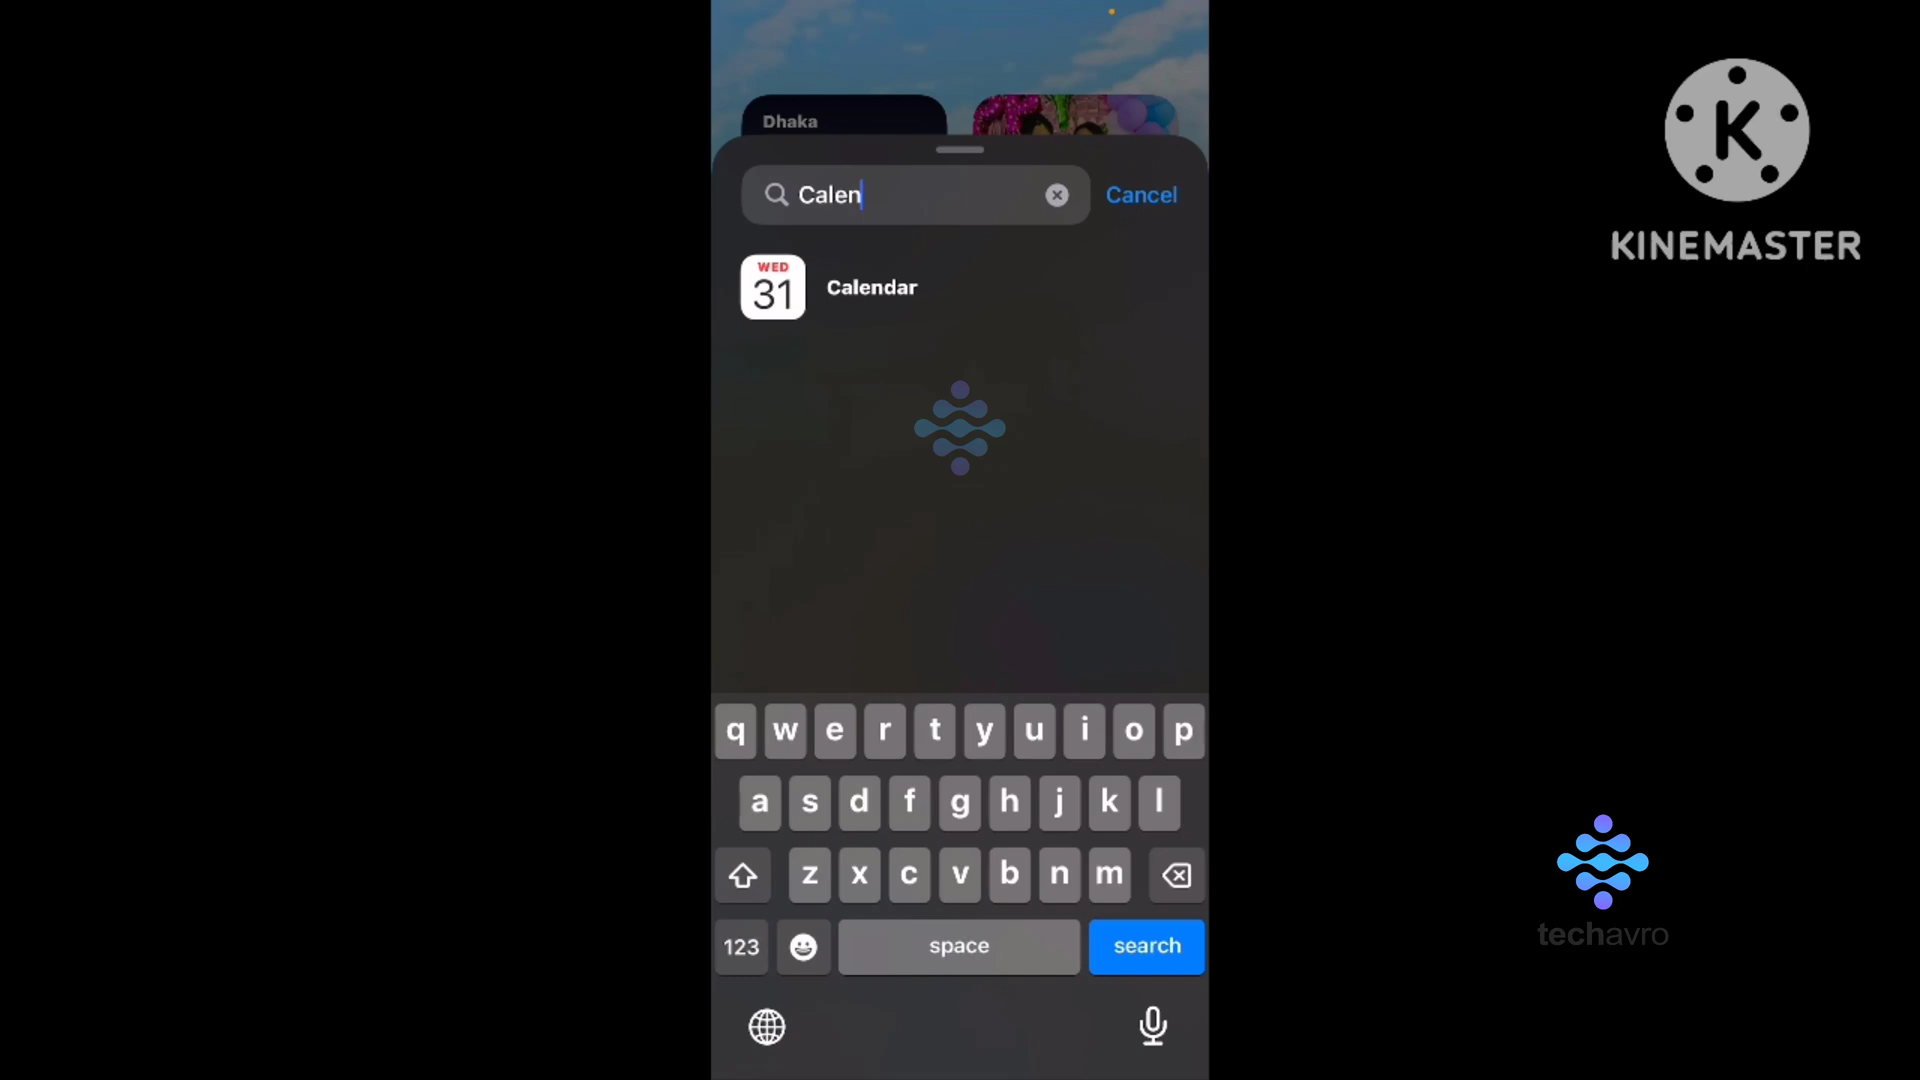 Dhaka
Calen
Cancel
WED
31
Calendar
K
KINEMASTER
q w e r t y u i o p
a s d f g h j k l
z x c v b n m
123 space search
techavro